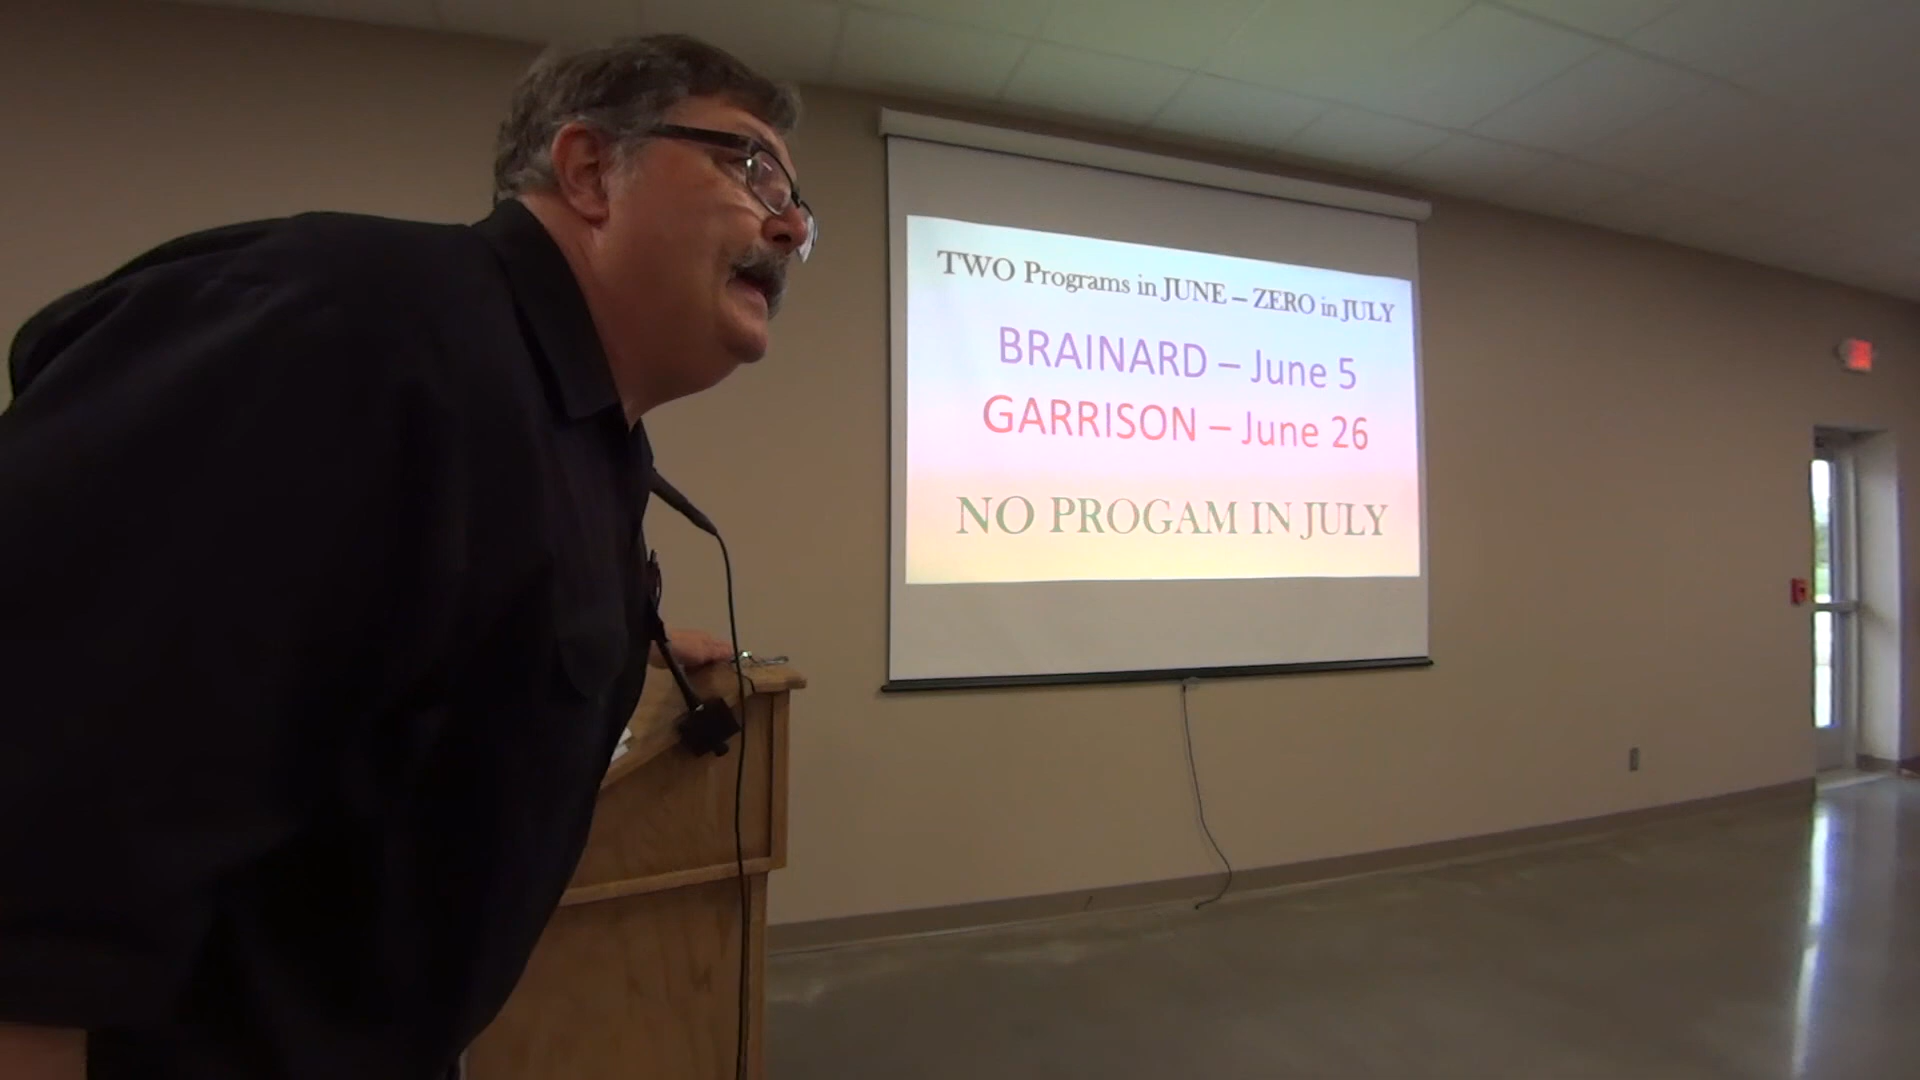 TWO Programs in JUNE – ZERO in JULY
BRAINARD – June 5
GARRISON – June 26
NO PROGAM IN JULY